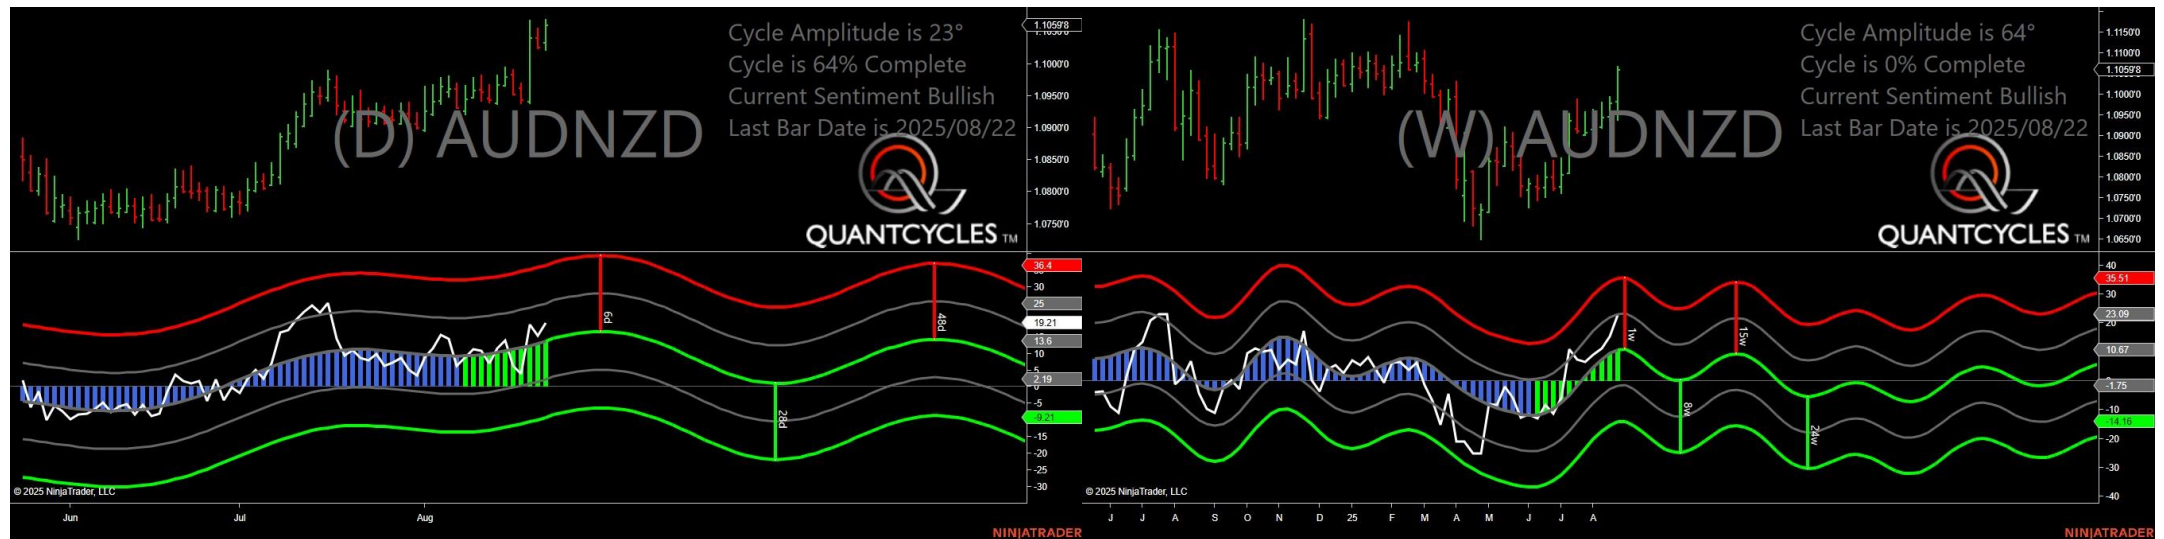 Cycle Amplitude is 23°
Cycle is 64% Complete
Current Sentiment Bullish
Last Bar Date is 2025/08/22
(D) AUDNZD
QUANTCYCLES TM
1.1059'8
1.1000'0
1.0950'0
1.0900'0
1.0850'0
1.0800'0
1.0750'0
36.4
30
25
19.21
13.6
10
5
2.19
-5
-9.21
-15
-20
-25
-30
6d
28d
48d
© 2025 NinjaTrader, LLC
Jun
Jul
Aug
NINJATRADER
Cycle Amplitude is 64°
Cycle is 0% Complete
Current Sentiment Bullish
Last Bar Date is 2025/08/22
(W) AUDNZD
QUANTCYCLES TM
1.1150'0
1.1100'0
1.1059'8
1.1000'0
1.0950'0
1.0900'0
1.0850'0
1.0800'0
1.0750'0
1.0700'0
1.0650'0
40
35.51
30
23.09
20
10.67
-1.75
-10
-14.16
-20
-30
-40
1w
8w
15w
24w
© 2025 NinjaTrader, LLC
J J A S O N D 25 F M A M J J A
NINJATRADER